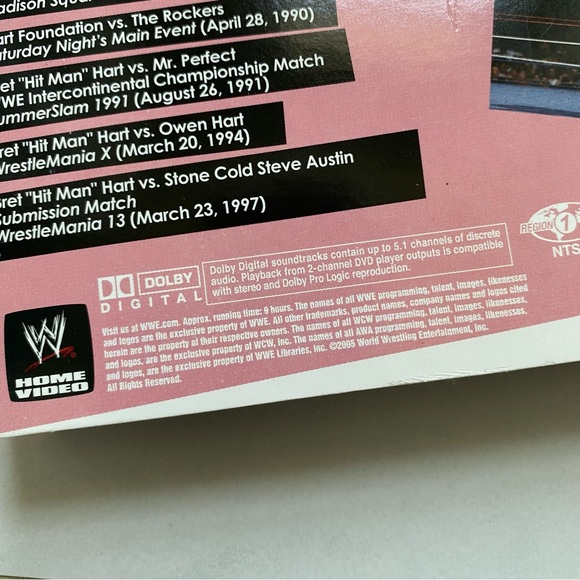 adison Squar
art Foundation vs. The Rockers
aturday Night's Main Event (April 28, 1990)
ret "Hit Man" Hart vs. Mr. Perfect
WE Intercontinental Championship Match
ummerSlam 1991 (August 26, 1991)
ret "Hit Man" Hart vs. Owen Hart
WrestleMania X (March 20, 1994)
Bret "Hit Man" Hart vs. Stone Cold Steve Austin
Submission Match
WrestleMania 13 (March 23, 1997)
REGION 1
NTS
DOLBY
DIGITAL
Dolby Digital soundtracks contain up to 5.1 channels of discrete
audio. Playback from 2-channel DVD player outputs is compatible
with stereo and Dolby Pro Logic reproduction.
W
HOME
VIDEO
Visit us at WWE.com. Approx. running time: 9 hours. The names of all WWE programming, talent, images, likenesses
and logos are the exclusive property of WWE. All other trademarks, product names, company names and logos cited
herein are the property of their respective owners. The names of all WCW programming, talent, images, likenesses
and logos, are the exclusive property of WCW, Inc. The names of all AWA programming, talent, images, likenesses
and logos, are the exclusive property of WWE Libraries, Inc. ©2005 World Wrestling Entertainment, Inc.
All Rights Reserved.